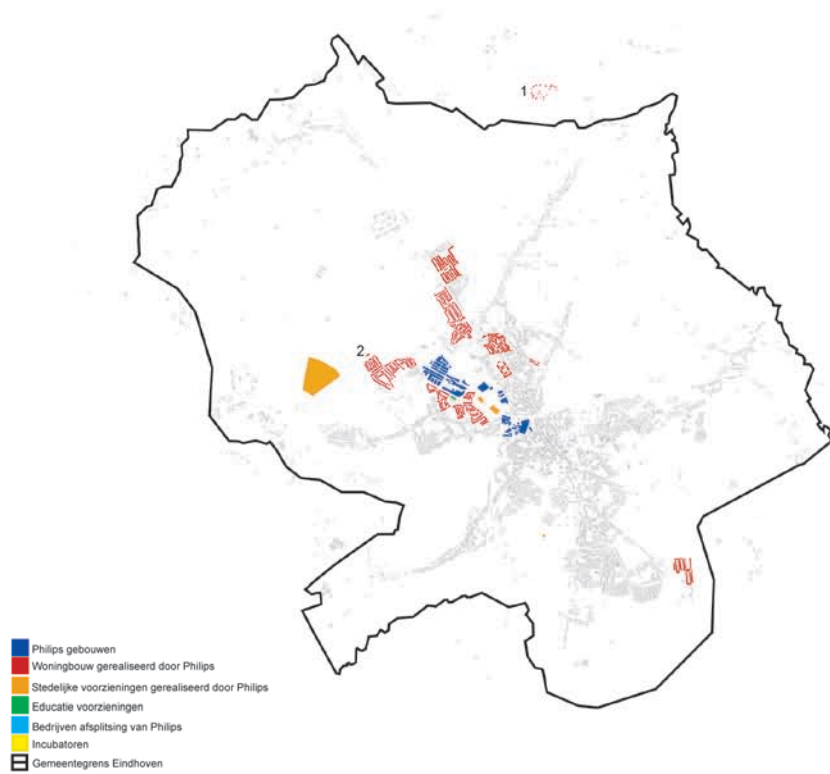 1
2
Philips gebouwen
Woningbouw gerealiseerd door Philips
Stedelijke voorzieningen gerealiseerd door Philips
Educatie voorzieningen
Bedrijven afsplitsing van Philips
Incubatoren
Gemeentegrens Eindhoven